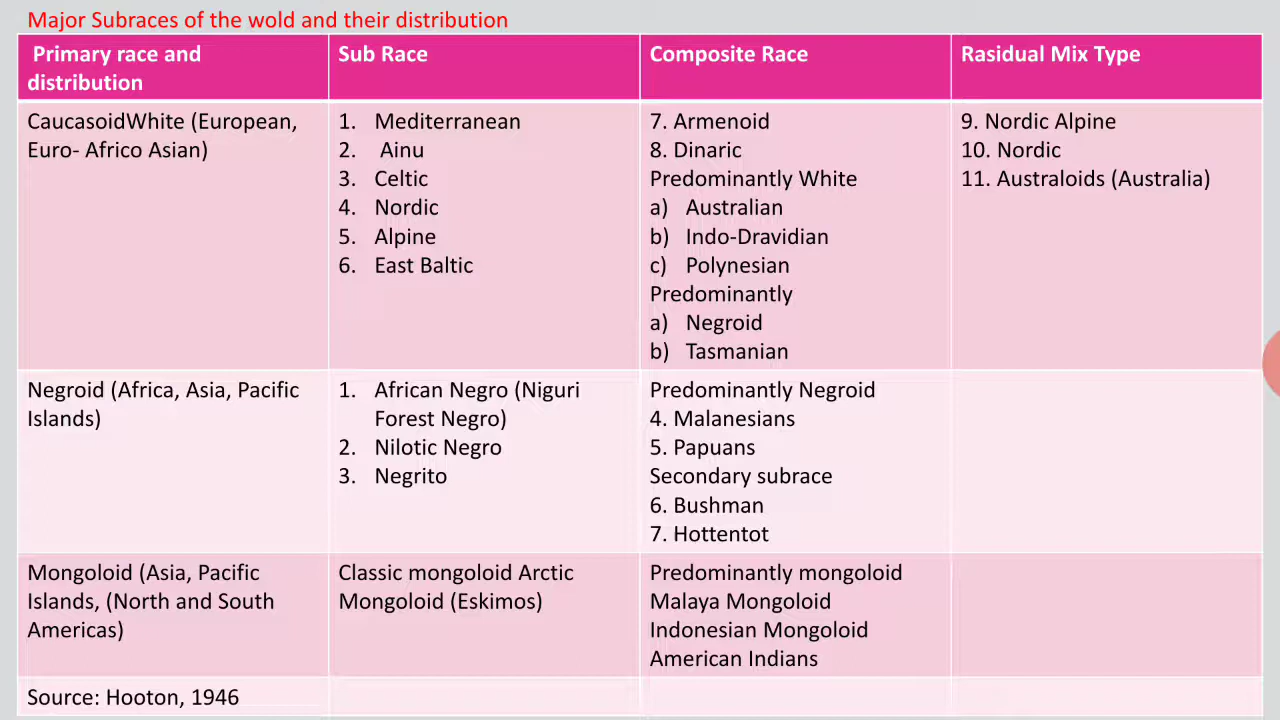 Major Subraces of the wold and their distribution
Primary race and
distribution
Sub Race
Composite Race
Rasidual Mix Type
CaucasoidWhite (European,
Euro- Africo Asian)
1. Mediterranean
2. Ainu
3. Celtic
4. Nordic
5. Alpine
6. East Baltic
7. Armenoid
8. Dinaric
Predominantly White
a) Australian
b) Indo-Dravidian
c) Polynesian
Predominantly
a) Negroid
b) Tasmanian
9. Nordic Alpine
10. Nordic
11. Australoids (Australia)
Negroid (Africa, Asia, Pacific
Islands)
1. African Negro (Niguri
Forest Negro)
2. Nilotic Negro
3. Negrito
Predominantly Negroid
4. Malanesians
5. Papuans
Secondary subrace
6. Bushman
7. Hottentot
Mongoloid (Asia, Pacific
Islands, (North and South
Americas)
Classic mongoloid Arctic
Mongoloid (Eskimos)
Predominantly mongoloid
Malaya Mongoloid
Indonesian Mongoloid
American Indians
Source: Hooton, 1946